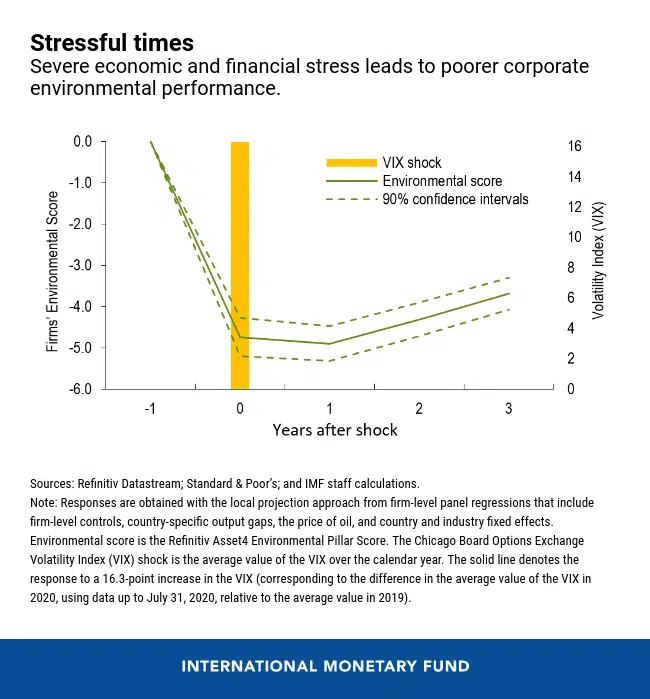 Stressful times
Severe economic and financial stress leads to poorer corporate
environmental performance.
Firms' Environmental Score
0.0
-1.0
-2.0
-3.0
-4.0
-5.0
-6.0
VIX shock
Environmental score
90% confidence intervals
16
14
12
10
8
6
4
2
0
Volatility Index (VIX)
-1 0 1 2 3
Years after shock
Sources: Refinitiv Datastream; Standard & Poor's; and IMF staff calculations.
Note: Responses are obtained with the local projection approach from firm-level panel regressions that include
firm-level controls, country-specific output gaps, the price of oil, and country and industry fixed effects.
Environmental score is the Refinitiv Asset4 Environmental Pillar Score. The Chicago Board Options Exchange
Volatility Index (VIX) shock is the average value of the VIX over the calendar year. The solid line denotes the
response to a 16.3-point increase in the VIX (corresponding to the difference in the average value of the VIX in
2020, using data up to July 31, 2020, relative to the average value in 2019).
INTERNATIONAL MONETARY FUND